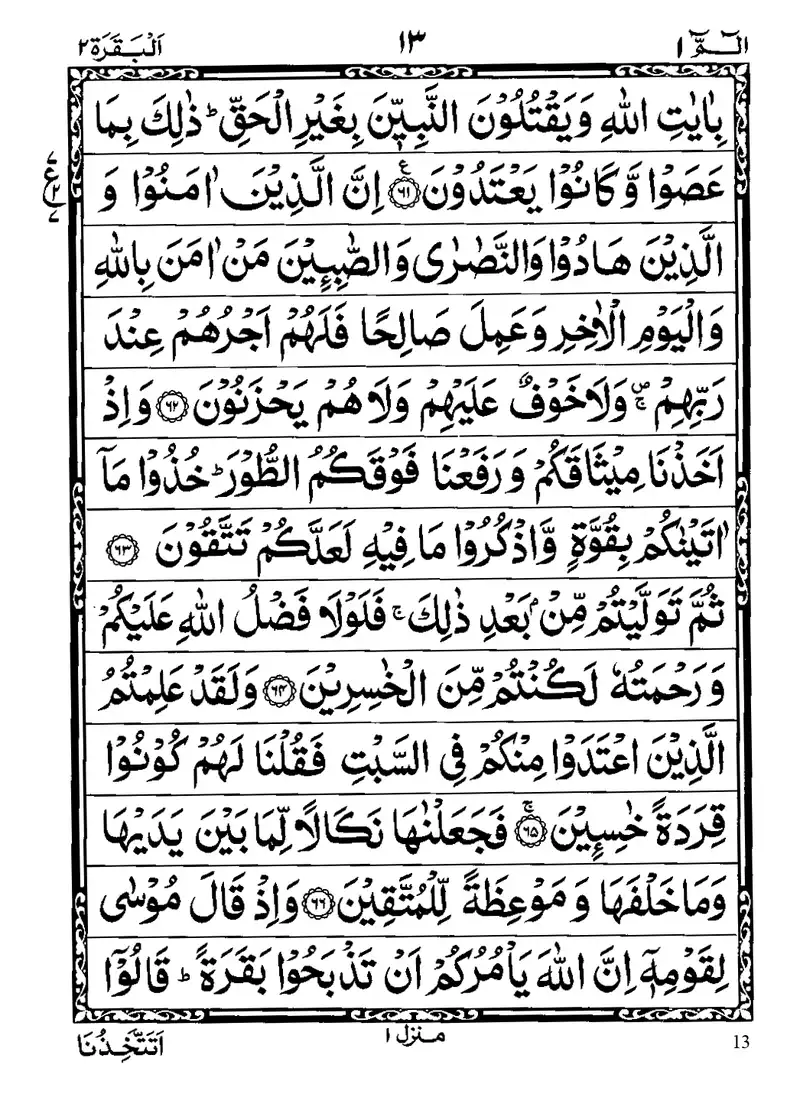 الٓمّٓ ١ ١٣ اَلْبَقَرَة ٢
بِاٰيٰتِ اللّٰهِ وَيَقْتُلُوْنَ النَّبِيّٖنَ بِغَيْرِ الْحَقِّ ؕ ذٰلِكَ بِمَا
عَصَوْا وَّكَانُوْا يَعْتَدُوْنَ ۟ع ﴿٦١﴾ اِنَّ الَّذِيْنَ اٰمَنُوْا وَ
الَّذِيْنَ هَادُوْا وَالنَّصٰرٰى وَالصّٰبِـِٕيْنَ مَنْ اٰمَنَ بِاللّٰهِ
وَالْيَوْمِ الْاٰخِرِ وَعَمِلَ صَالِحًا فَلَهُمْ اَجْرُهُمْ عِنْدَ
رَبِّهِمْ ۪ۚ وَلَا خَوْفٌ عَلَيْهِمْ وَلَا هُمْ يَحْزَنُوْنَ ﴿٦٢﴾ وَاِذْ
اَخَذْنَا مِيْثَاقَكُمْ وَرَفَعْنَا فَوْقَكُمُ الطُّوْرَ ؕ خُذُوْا مَآ
اٰتَيْنٰكُمْ بِقُوَّةٍ وَّاذْكُرُوْا مَا فِيْهِ لَعَلَّكُمْ تَتَّقُوْنَ ﴿٦٣﴾
ثُمَّ تَوَلَّيْتُمْ مِّنْۢ بَعْدِ ذٰلِكَ ۚ فَلَوْلَا فَضْلُ اللّٰهِ عَلَيْكُمْ
وَرَحْمَتُهٗ لَكُنْتُمْ مِّنَ الْخٰسِرِيْنَ ﴿٦٤﴾ وَلَقَدْ عَلِمْتُمُ
الَّذِيْنَ اعْتَدَوْا مِنْكُمْ فِي السَّبْتِ فَقُلْنَا لَهُمْ كُوْنُوْا
قِرَدَةً خٰسِـِٕيْنَ ۚ ﴿٦٥﴾ فَجَعَلْنٰهَا نَكَالًا لِّمَا بَيْنَ يَدَيْهَا
وَمَا خَلْفَهَا وَمَوْعِظَةً لِّلْمُتَّقِيْنَ ﴿٦٦﴾ وَاِذْ قَالَ مُوْسٰى
لِقَوْمِهٖٓ اِنَّ اللّٰهَ يَاْمُرُكُمْ اَنْ تَذْبَحُوْا بَقَرَةً ؕ قَالُوْٓا
اَتَتَّخِذُنَا منزل ١ 13